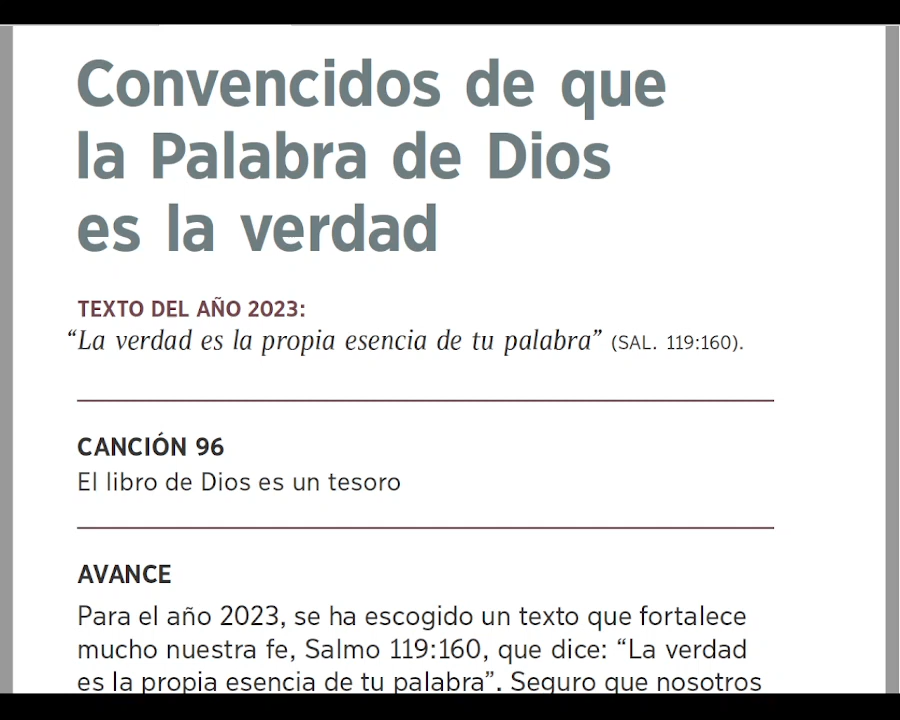 Convencidos de que
la Palabra de Dios
es la verdad
TEXTO DEL AÑO 2023:
“La verdad es la propia esencia de tu palabra” (SAL. 119:160).
CANCIÓN 96
El libro de Dios es un tesoro
AVANCE
Para el año 2023, se ha escogido un texto que fortalece
mucho nuestra fe, Salmo 119:160, que dice: “La verdad
es la propia esencia de tu palabra”. Seguro que nosotros